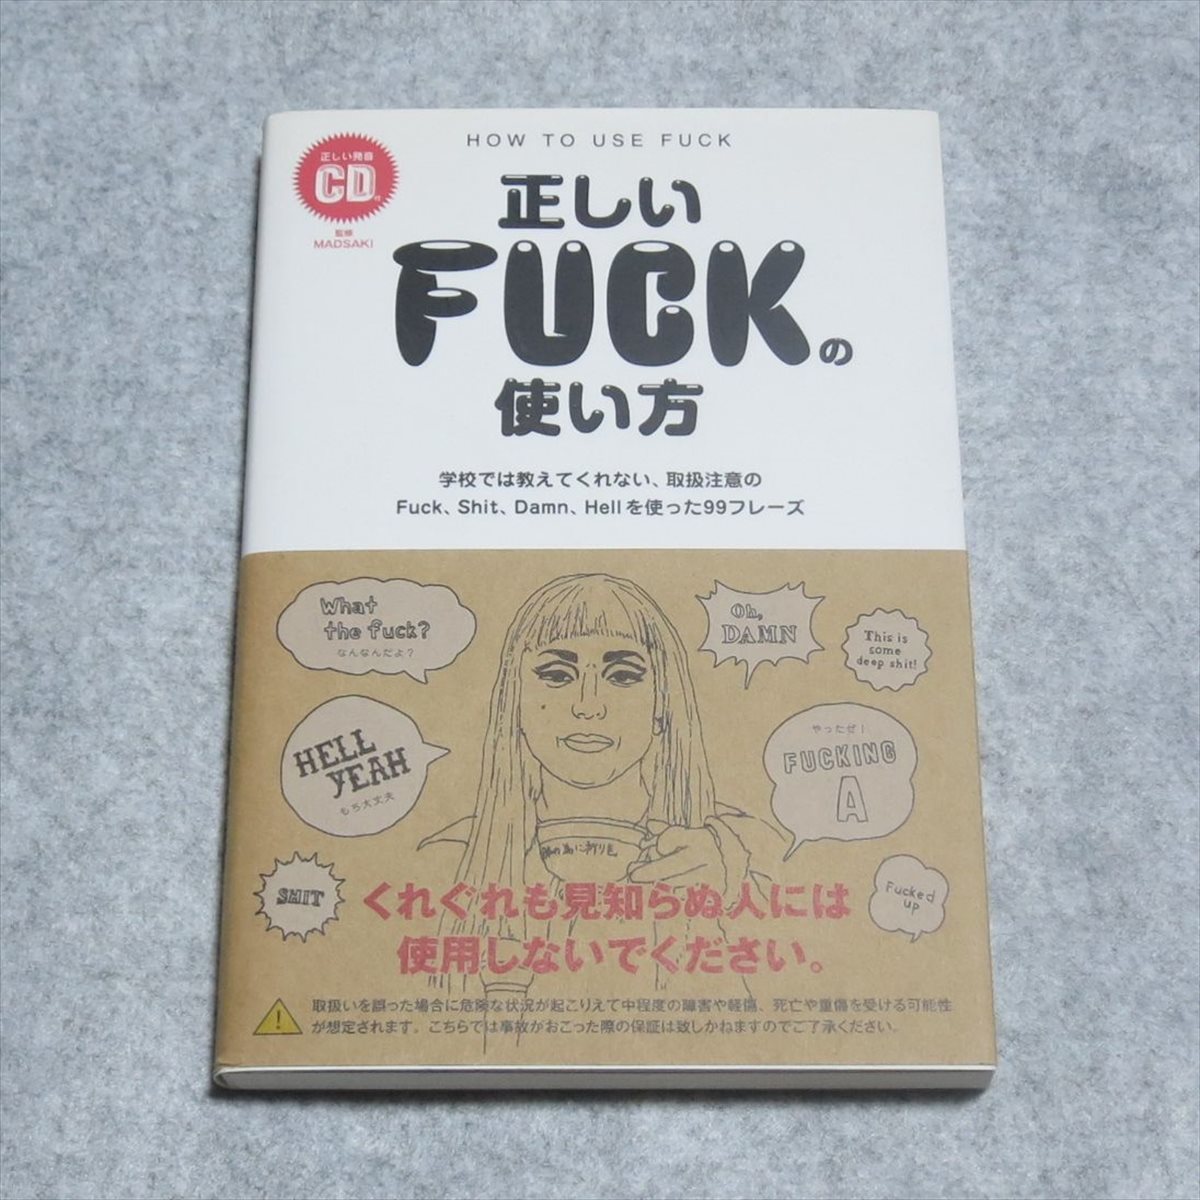 HOW TO USE FUCK
正しい発音
CD付
監修
MADSAKI
正しい
FUCKの
使い方
学校では教えてくれない、取扱注意の
Fuck、Shit、Damn、Hellを使った99フレーズ
What
the fuck?
なんなんだよ?
Oh,
DAMN
This is
some
deep shit!
HELL
YEAH
もち大丈夫
やったぜ!
FUCKING
A
SHIT
Fucked
up
くれぐれも見知らぬ人には
使用しないでください。
取扱いを誤った場合に危険な状況が起こりえて中程度の障害や軽傷、死亡や重傷を受ける可能性
が想定されます。こちらでは事故がおこった際の保証は致しかねますのでご了承ください。